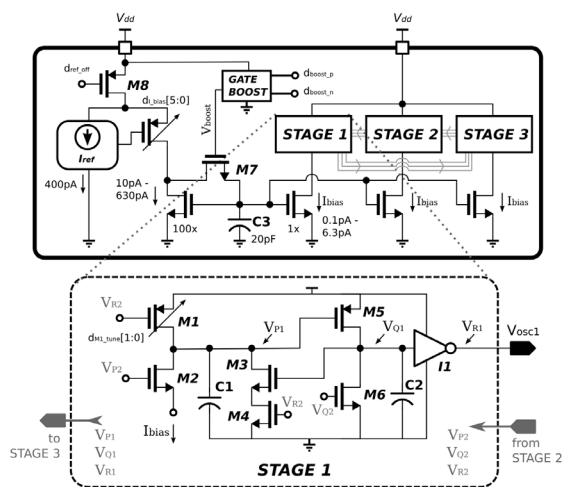 Vdd
Vdd
dref_off
M8
GATE
BOOST
dboost_p
dboost_n
di_bias[5:0]
Vboost
STAGE 1
STAGE 2
STAGE 3
Iref
M7
400pA
10pA -
630pA
100x
C3
20pF
1x
Ibias
0.1pA -
6.3pA
Ibias
Ibias
VR2
M1
dM1_tune[1:0]
VP1
M5
VQ1
VR1
Vosc1
VP2
M2
C1
M3
M4
VR2
VQ2
M6
C2
I1
Ibias
to
STAGE 3
VP1
VQ1
VR1
VP2
VQ2
VR2
from
STAGE 2
STAGE 1